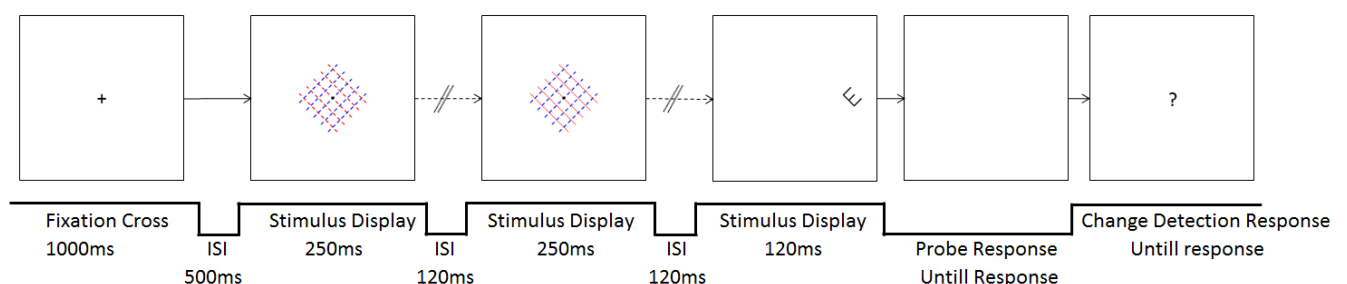 +
E
?
Fixation Cross
1000ms
ISI
500ms
Stimulus Display
250ms
ISI
120ms
Stimulus Display
250ms
ISI
120ms
Stimulus Display
120ms
Probe Response
Untill Response
Change Detection Response
Untill response